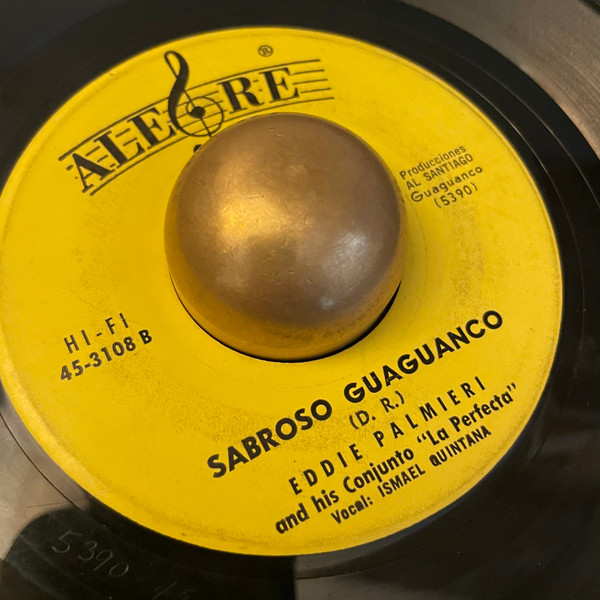 ALEGRE ®
Producciones
AL SANTIAGO
Guaguanco
(5390)
HI-FI
45-3108 B
SABROSO GUAGUANCO
(D. R.)
EDDIE PALMIERI
and his Conjunto "La Perfecta"
Vocal: ISMAEL QUINTANA
5390